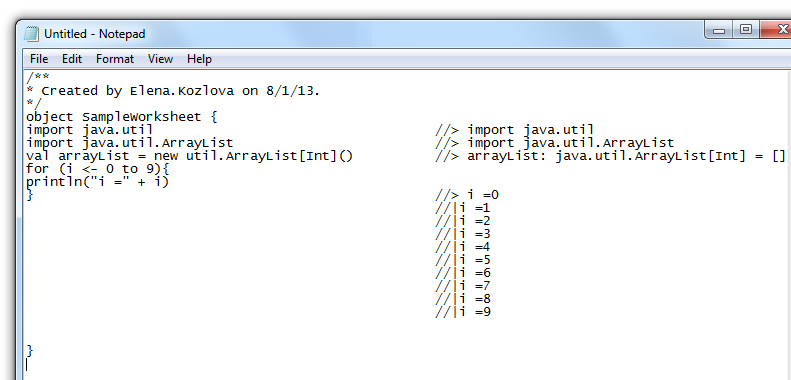 Untitled - Notepad
File Edit Format View Help
/**
* Created by Elena.Kozlova on 8/1/13.
*/
object SampleWorksheet {
import java.util //> import java.util
import java.util.ArrayList //> import java.util.ArrayList
val arrayList = new util.ArrayList[Int]() //> arrayList: java.util.ArrayList[Int] = []
for (i <- 0 to 9){
println("i =" + i)
} //> i =0
//|i =1
//|i =2
//|i =3
//|i =4
//|i =5
//|i =6
//|i =7
//|i =8
//|i =9
}